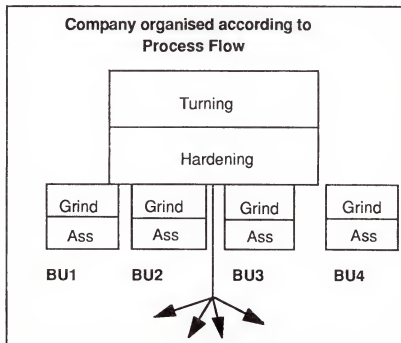 Company organised according to
Process Flow
Turning
Hardening
Grind Grind Grind Grind
Ass Ass Ass Ass
BU1 BU2 BU3 BU4